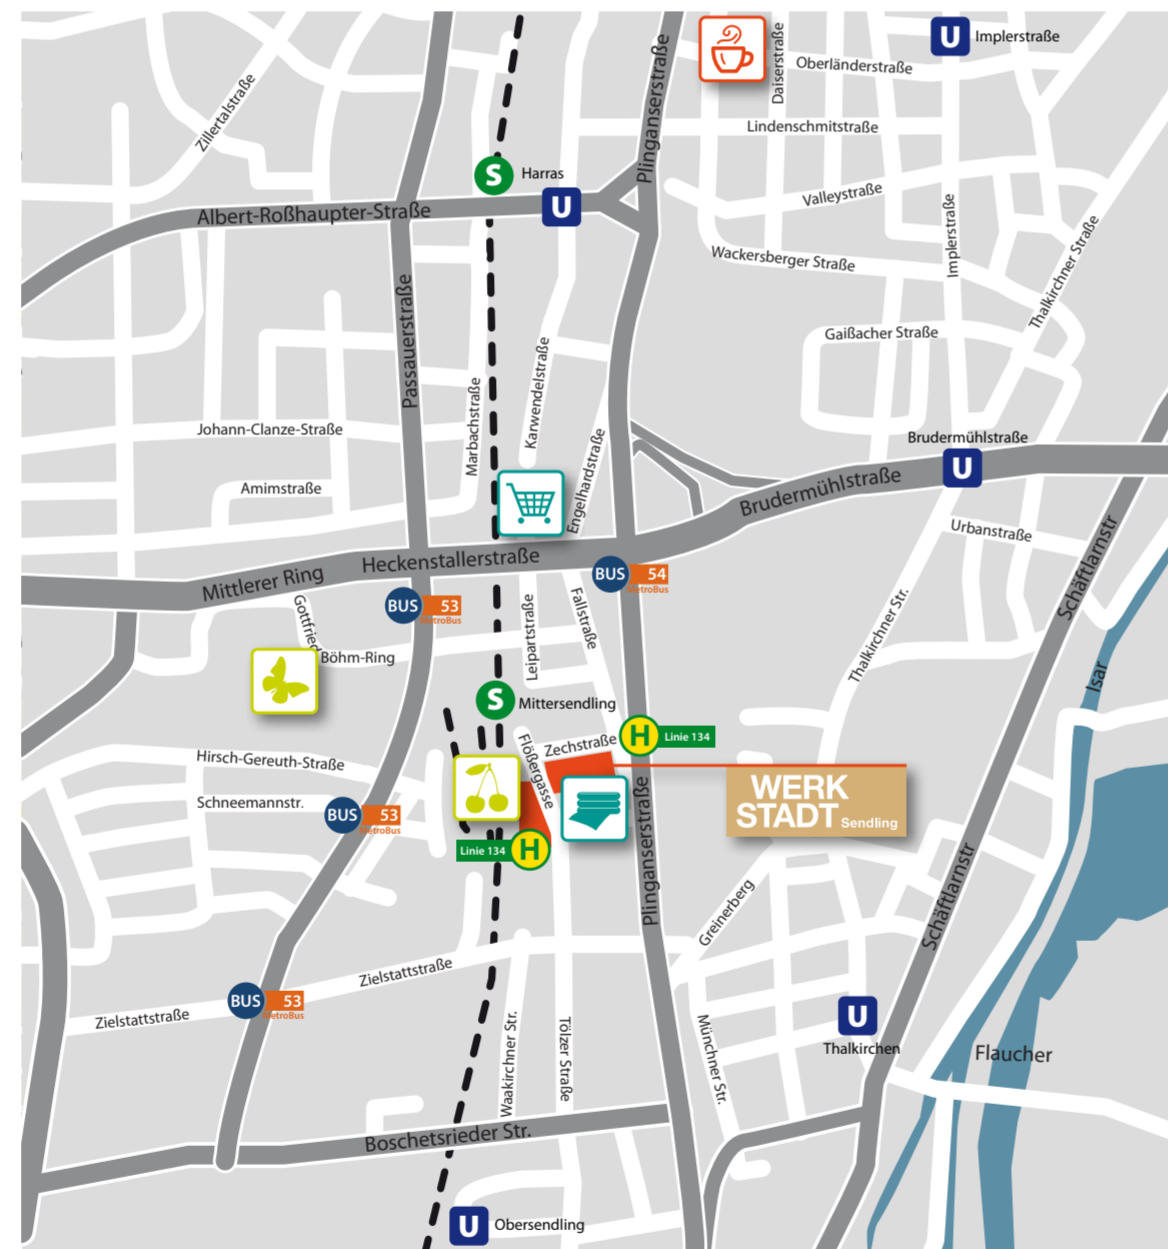 U Implerstraße
Oberländerstraße
Daiserstraße
Plinganserstraße
Zillertalstraße
Lindenschmitstraße
S Harras
U
Valleystraße
Albert-Roßhaupter-Straße
Implerstraße
Wackersberger Straße
Thalkirchner Straße
Passauerstraße
Gaißacher Straße
Karwendelstraße
Marbachstraße
Johann-Clanze-Straße
Engelhardstraße
Brudermühlstraße
U
Amimstraße
Brudermühlstraße
Urbanstraße
Schäftlarnstr
Heckenstallerstraße
Mittlerer Ring
BUS 54
MetroBus
BUS 53
MetroBus
Gottfried
Böhm-Ring
Leipartstraße
Fallstraße
Thalkirchner Str.
Isar
S Mittersendling
H Linie 134
Zechstraße
Flößergasse
Hirsch-Gereuth-Straße
Schneemannstr.
BUS 53
MetroBus
WERK
STADT Sendling
Linie 134 H
Plinganserstraße
Greinerberg
Schäftlarnstr
Zielstattstraße
BUS 53
MetroBus
Zielstattstraße
Waakirchner Str.
Tölzer Straße
Münchner Str.
U
Thalkirchen
Flaucher
Boschetsrieder Str.
U Obersendling